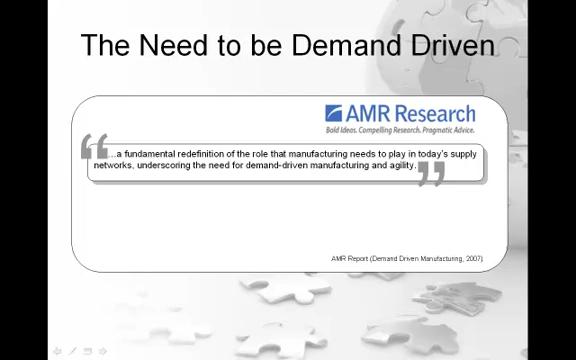 The Need to be Demand Driven
AMR Research
Bold Ideas. Compelling Research. Pragmatic Advice.
“...a fundamental redefinition of the role that manufacturing needs to play in today's supply
networks, underscoring the need for demand-driven manufacturing and agility.”
AMR Report (Demand Driven Manufacturing, 2007)